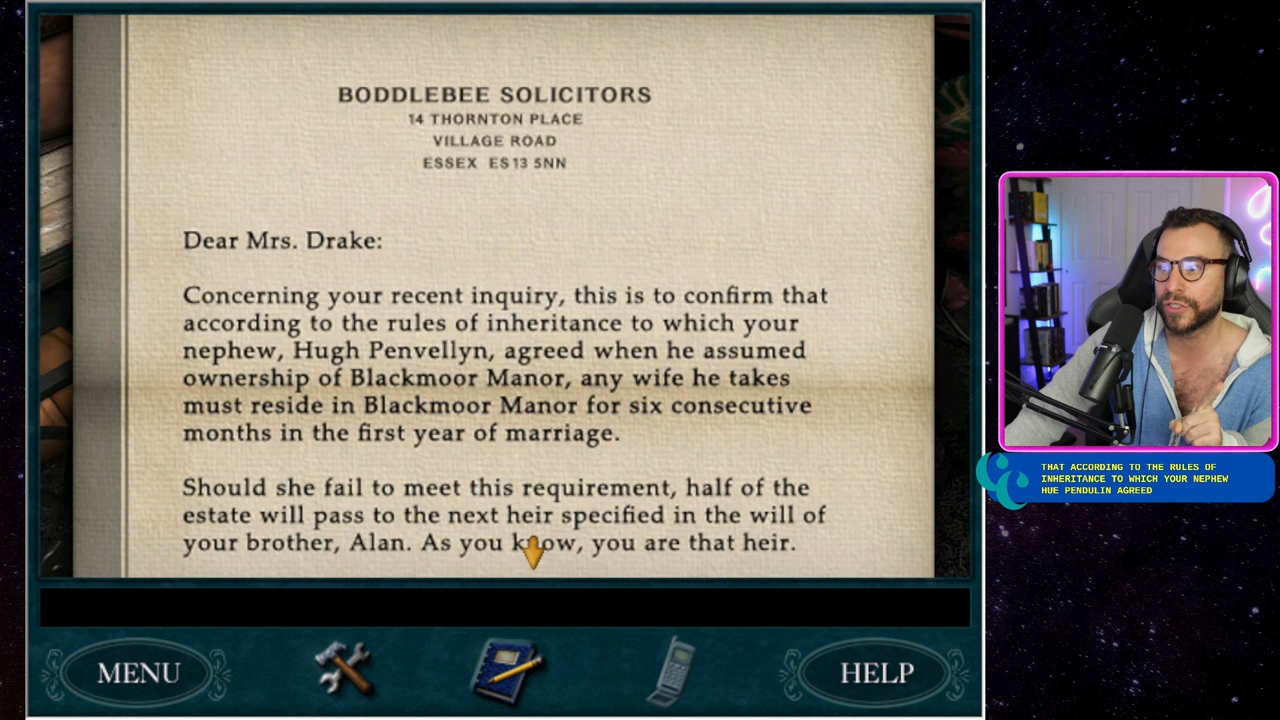 BODDLEBEE SOLICITORS
14 THORNTON PLACE
VILLAGE ROAD
ESSEX ES13 5NN
Dear Mrs. Drake:
Concerning your recent inquiry, this is to confirm that
according to the rules of inheritance to which your
nephew, Hugh Penvellyn, agreed when he assumed
ownership of Blackmoor Manor, any wife he takes
must reside in Blackmoor Manor for six consecutive
months in the first year of marriage.
Should she fail to meet this requirement, half of the
estate will pass to the next heir specified in the will of
your brother, Alan. As you know, you are that heir.
THAT ACCORDING TO THE RULES OF
INHERITANCE TO WHICH YOUR NEPHEW
HUE PENDULIN AGREED
MENU
HELP